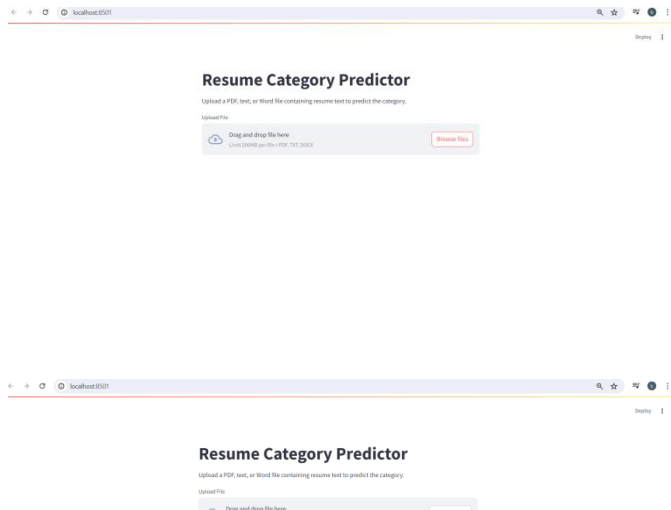 localhost:8501
Deploy
Resume Category Predictor
Upload a PDF, text, or Word file containing resume text to predict the category.
Upload File
Drag and drop file here
Browse files
Limit 200MB per file • PDF, TXT, DOCX
localhost:8501
Deploy
Resume Category Predictor
Upload a PDF, text, or Word file containing resume text to predict the category.
Upload File
Drag and drop file here